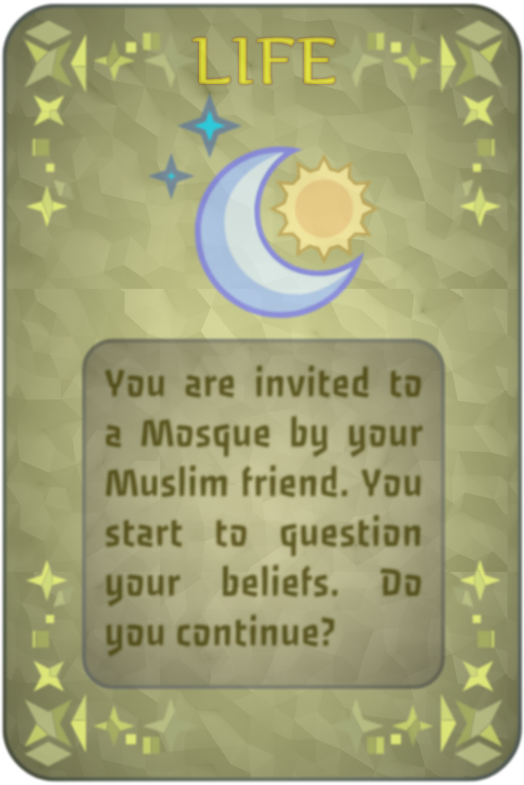 LIFE
You are invited to
a Mosque by your
Muslim friend. You
start to question
your beliefs. Do
you continue?